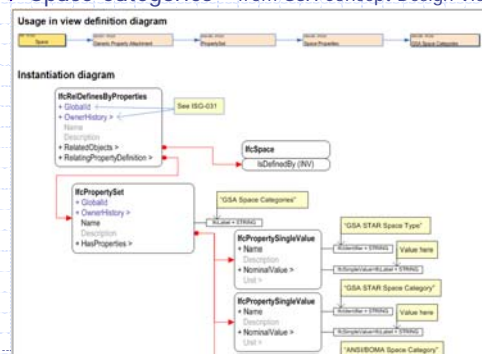 Space Categories - from GSA Concept Design View
Usage in view definition diagram
Space
Generic Property Attachment
PropertySet
Space Properties
GSA Space Categories
Instantiation diagram
IfcRelDefinesByProperties
+ GlobalId
+ OwnerHistory >
Name
Description
+ RelatedObjects >
+ RelatingPropertyDefinition >
See ISG-031
IfcSpace
IsDefinedBy (INV)
IfcPropertySet
+ GlobalId
+ OwnerHistory >
Name
Description
+ HasProperties >
"GSA Space Categories"
IfcLabel = STRING
IfcPropertySingleValue
+ Name
Description
+ NominalValue >
Unit >
"GSA STAR Space Type"
IfcIdentifier = STRING
Value here
IfcSimpleValue=IfcLabel = STRING
IfcPropertySingleValue
+ Name
Description
+ NominalValue >
Unit >
"GSA STAR Space Category"
IfcIdentifier = STRING
Value here
IfcSimpleValue=IfcLabel = STRING
"ANSI/BOMA Space Category"